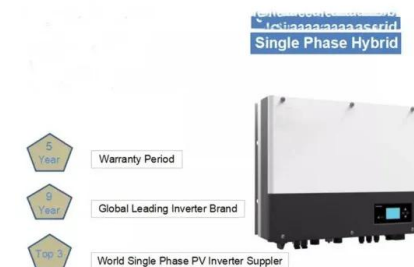 Single Phase Hybrid
5
Year
Warranty Period
9
Year
Global Leading Inverter Brand
Top 3
World Single Phase PV Inverter Suppler